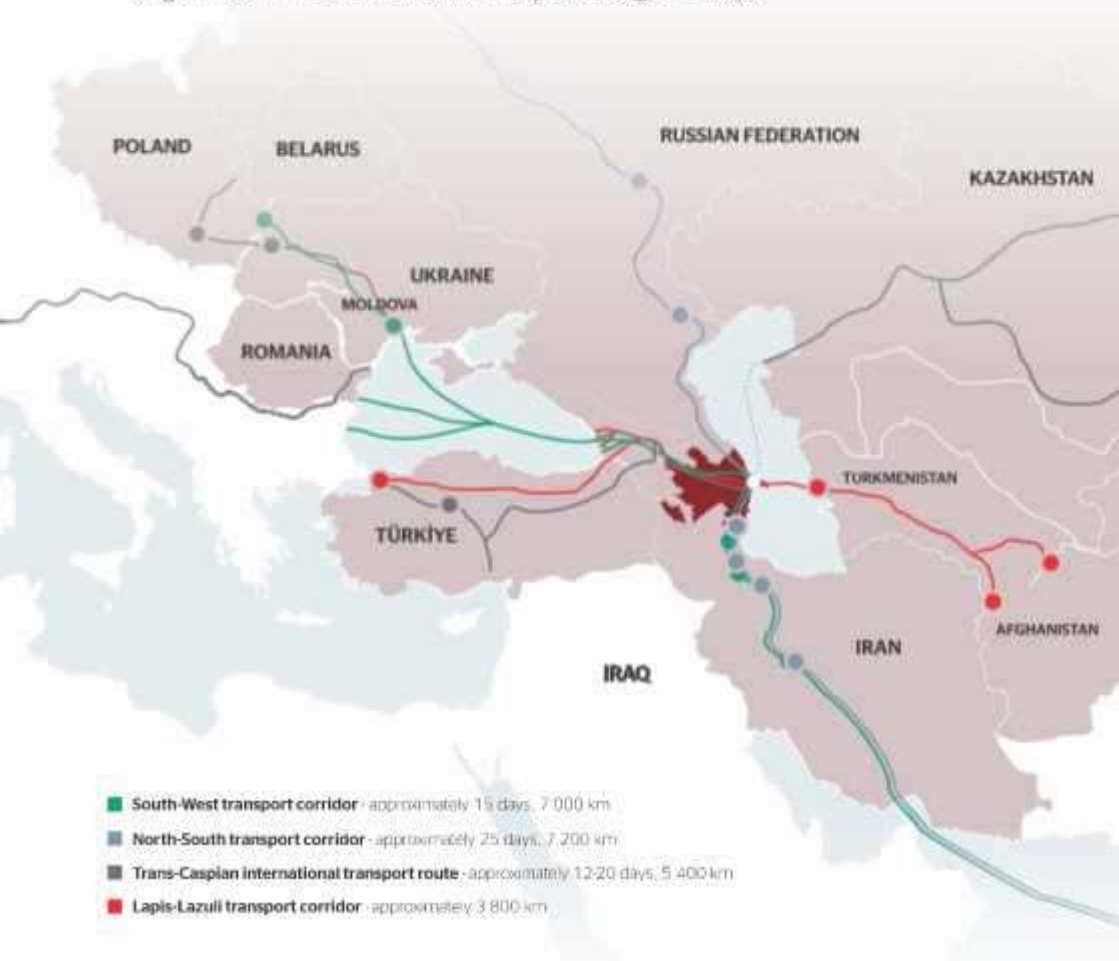 POLAND
BELARUS
RUSSIAN FEDERATION
KAZAKHSTAN
UKRAINE
MOLDOVA
ROMANIA
TURKMENISTAN
TÜRKİYE
AFGHANISTAN
IRAN
IRAQ
South-West transport corridor - approximately 15 days, 7 000 km
North-South transport corridor - approximately 25 days, 7 200 km
Trans-Caspian international transport route - approximately 12-20 days, 5 400 km
Lapis-Lazuli transport corridor - approximately 3 800 km